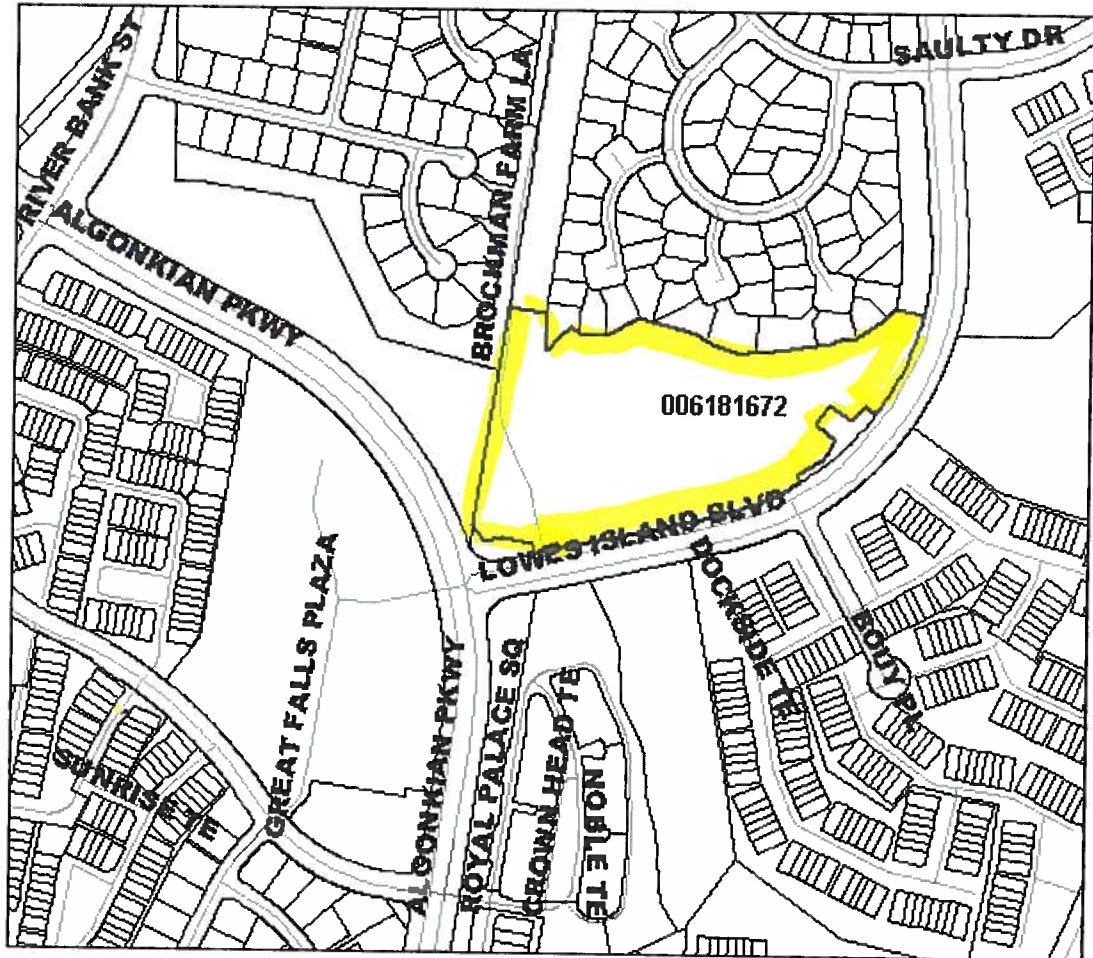 SAULTY DR
RIVER BANK ST
BROCKMAN FARM LA
ALGONKIAN PKWY
006181672
LOWES ISLAND BLVD
DOCKSIDE TE
BOUY PL
GREAT FALLS PLAZA
ALGONKIAN PKWY
ROYAL PALACE SQ
CROWN HEAD TE
NOBLE TE
SUNRISE TE